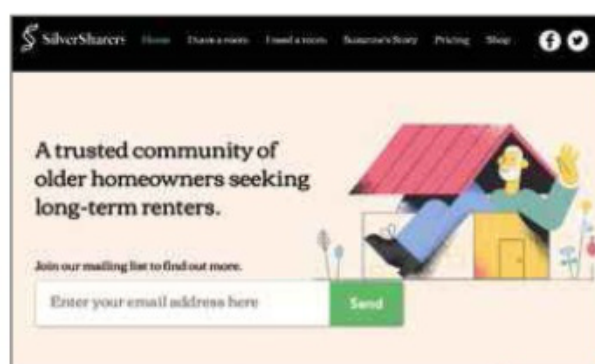 SilverSharers Home I have a room I need a room Suzanne's Story Pricing Shop
A trusted community of
older homeowners seeking
long-term renters.
Join our mailing list to find out more.
Enter your email address here Send